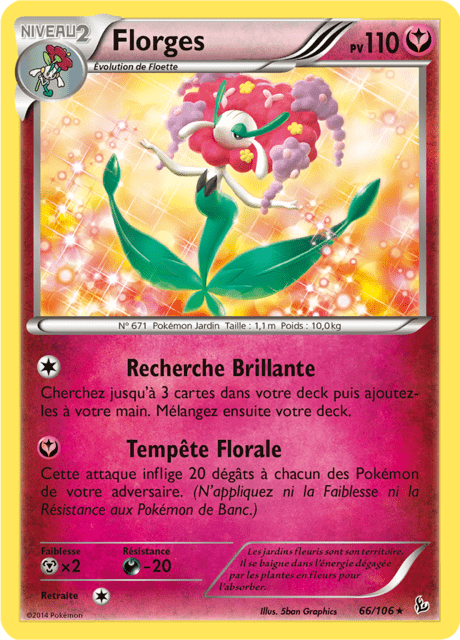 NIVEAU 2
Florges
PV110
Évolution de Floette
N° 671 Pokémon Jardin Taille : 1,1 m Poids : 10,0 kg
Recherche Brillante
Cherchez jusqu'à 3 cartes dans votre deck puis ajoutez-
les à votre main. Mélangez ensuite votre deck.
Tempête Florale
Cette attaque inflige 20 dégâts à chacun des Pokémon
de votre adversaire. (N'appliquez ni la Faiblesse ni la
Résistance aux Pokémon de Banc.)
Faiblesse
×2
Résistance
-20
Retraite
Les jardins fleuris sont son territoire.
Il se baigne dans l'énergie dégagée
par les plantes en fleurs pour
l'absorber.
©2014 Pokémon
Illus. 5ban Graphics
66/106 ★